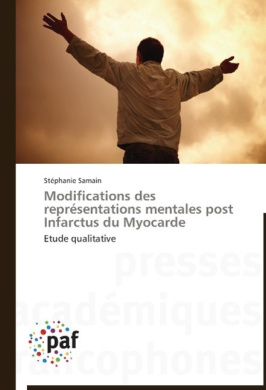 Stéphanie Samain
Modifications des
représentations mentales post
Infarctus du Myocarde
Etude qualitative
presses
académiques
francophones
paf